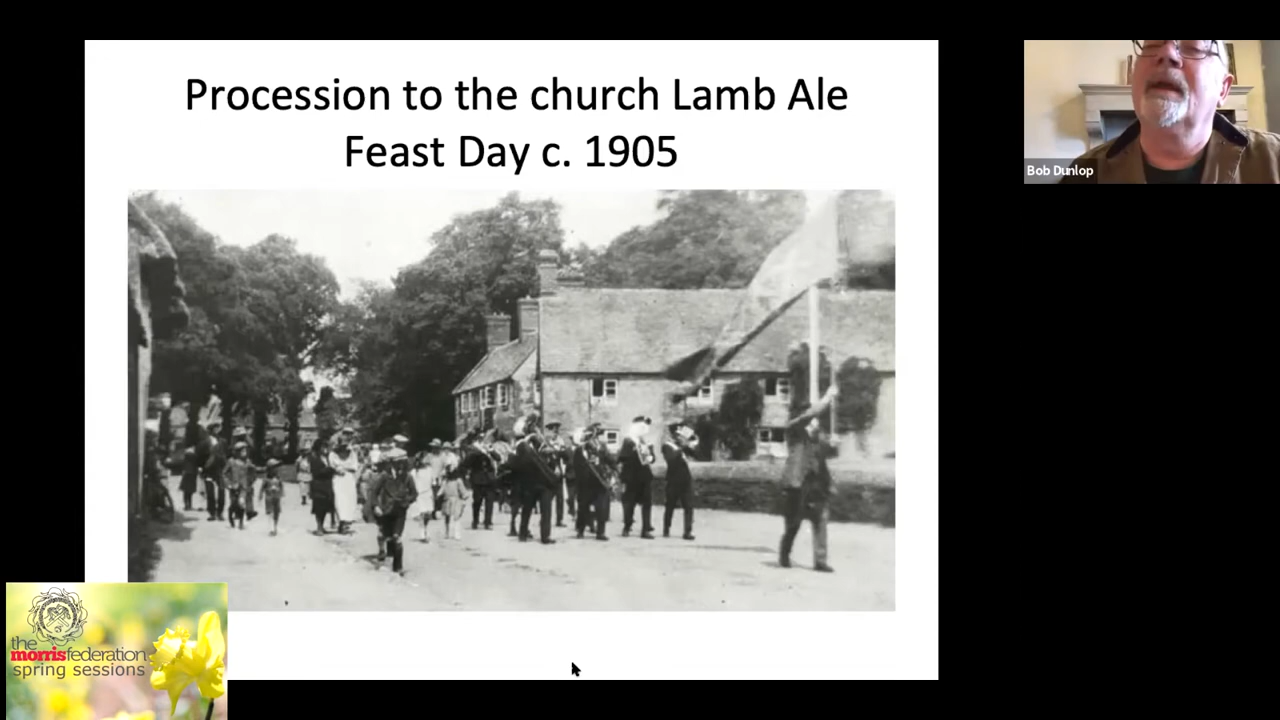 Procession to the church Lamb Ale
Feast Day c. 1905
Bob Dunlop
the
morrisfederation
spring sessions